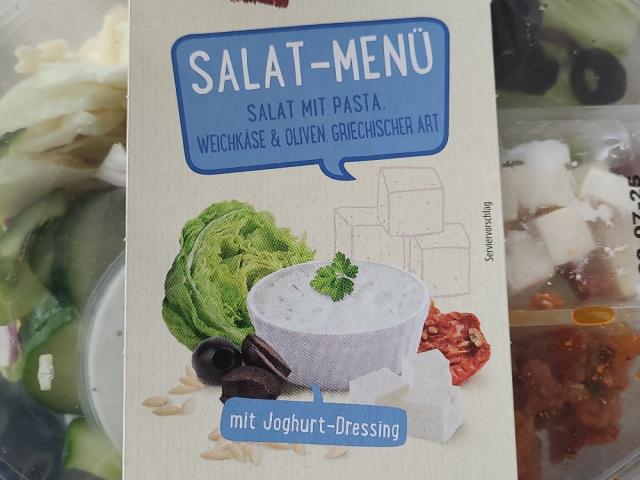 SALAT-MENÜ
SALAT MIT PASTA,
WEICHKÄSE & OLIVEN, GRIECHISCHER ART
Serviervorschlag
mit Joghurt-Dressing